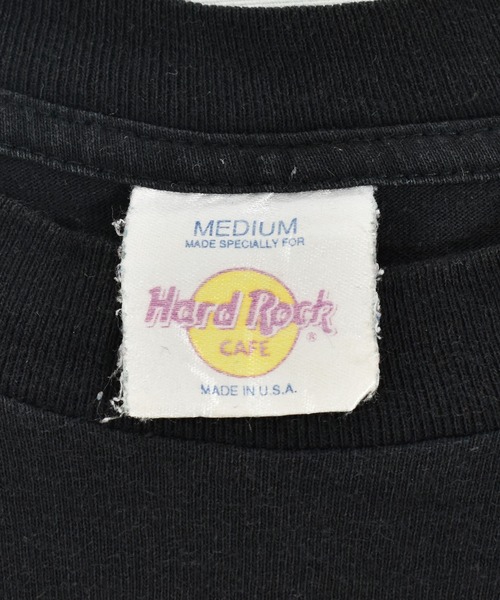 MEDIUM
MADE SPECIALLY FOR
Hard Rock
®
CAFE
MADE IN U.S.A.